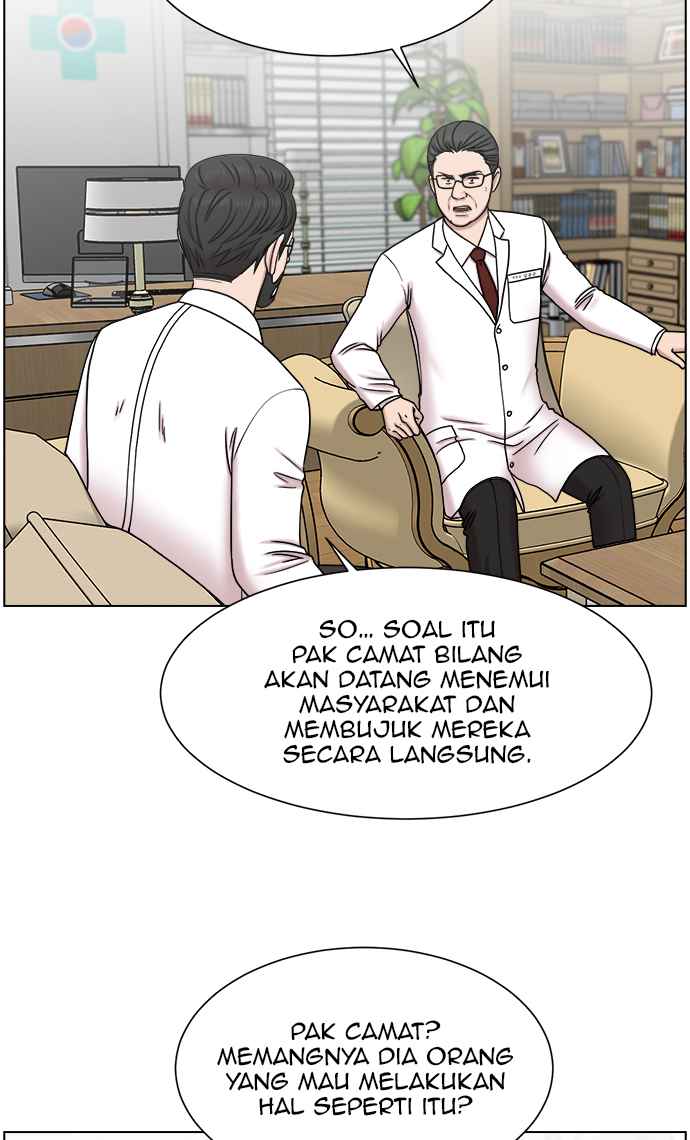 SO... SOAL ITU
PAK CAMAT BILANG
AKAN DATANG MENEMUI
MASYARAKAT DAN
MEMBUJUK MEREKA
SECARA LANGSUNG.
PAK CAMAT?
MEMANGNYA DIA ORANG
YANG MAU MELAKUKAN
HAL SEPERTI ITU?